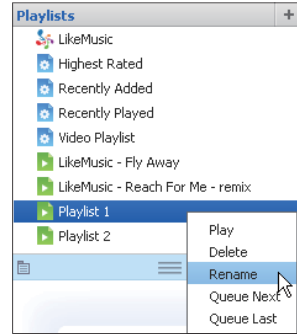 Playlists +
LikeMusic
Highest Rated
Recently Added
Recently Played
Video Playlist
LikeMusic - Fly Away
LikeMusic - Reach For Me - remix
Playlist 1
Playlist 2
Play
Delete
Rename
Queue Next
Queue Last